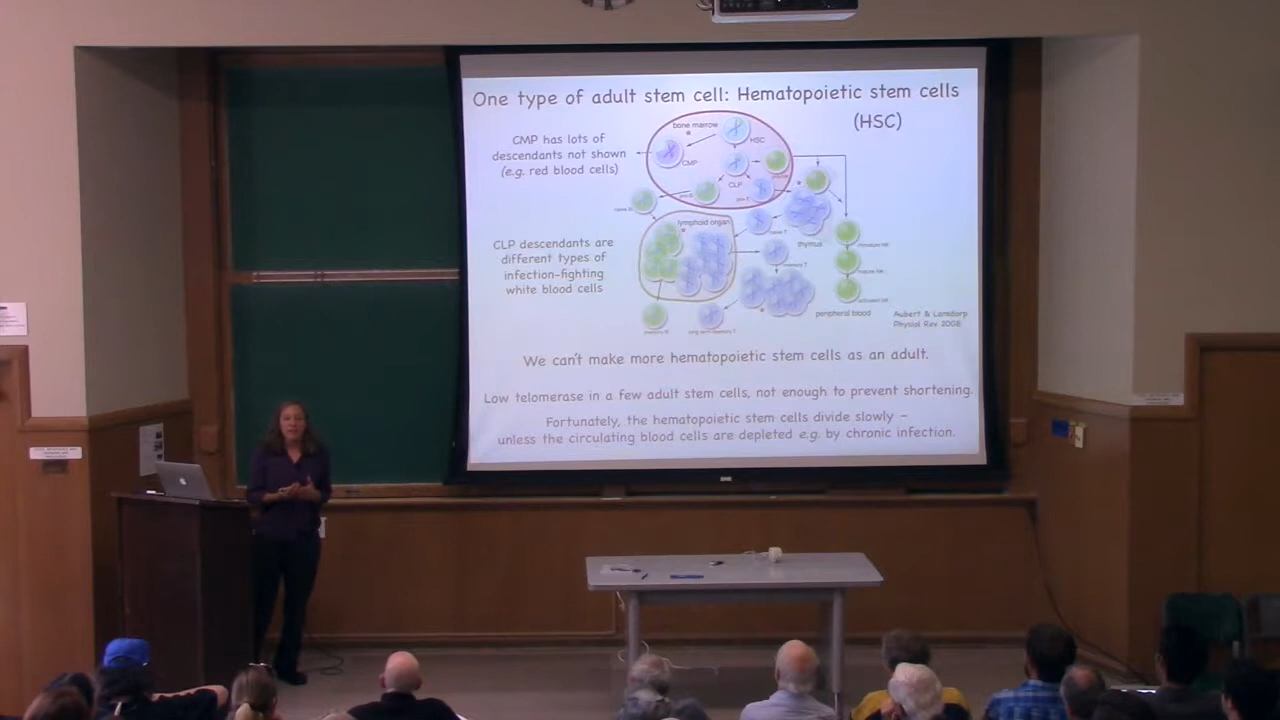 One type of adult stem cell: Hematopoietic stem cells
(HSC)
CMP has lots of
descendants not shown
(e.g. red blood cells)
bone marrow
HSC
CMP
CLP
lymphoid organ
thymus
CLP descendants are
different types of
infection-fighting
white blood cells
peripheral blood
Aubert & Lansdorp
Physiol Rev 2008
We can't make more hematopoietic stem cells as an adult.
Low telomerase in a few adult stem cells, not enough to prevent shortening.
Fortunately, the hematopoietic stem cells divide slowly –
unless the circulating blood cells are depleted e.g. by chronic infection.